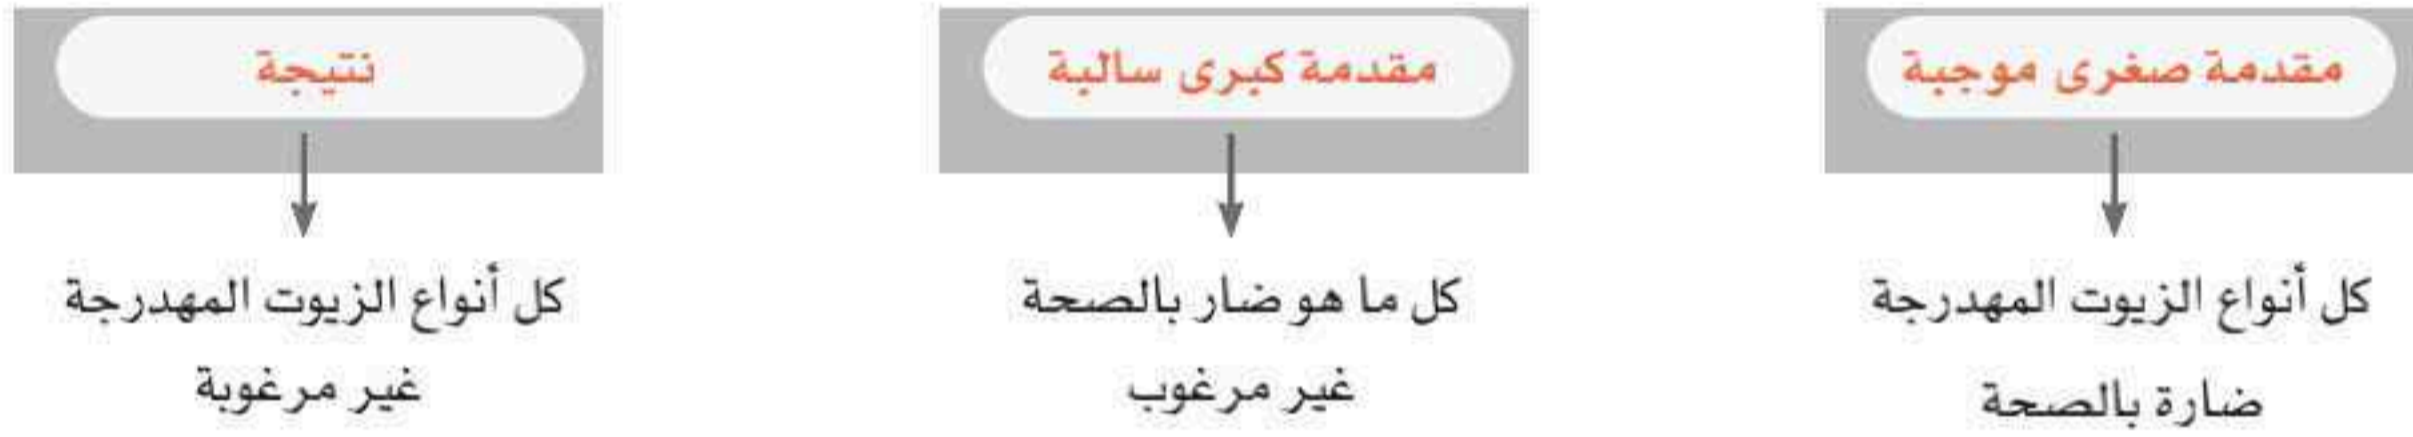 مقدمة صغرى موجبة
كل أنواع الزيوت المهدرجة
ضارة بالصحة
مقدمة كبرى سالبة
كل ما هو ضار بالصحة
غير مرغوب
نتيجة
كل أنواع الزيوت المهدرجة
غير مرغوبة